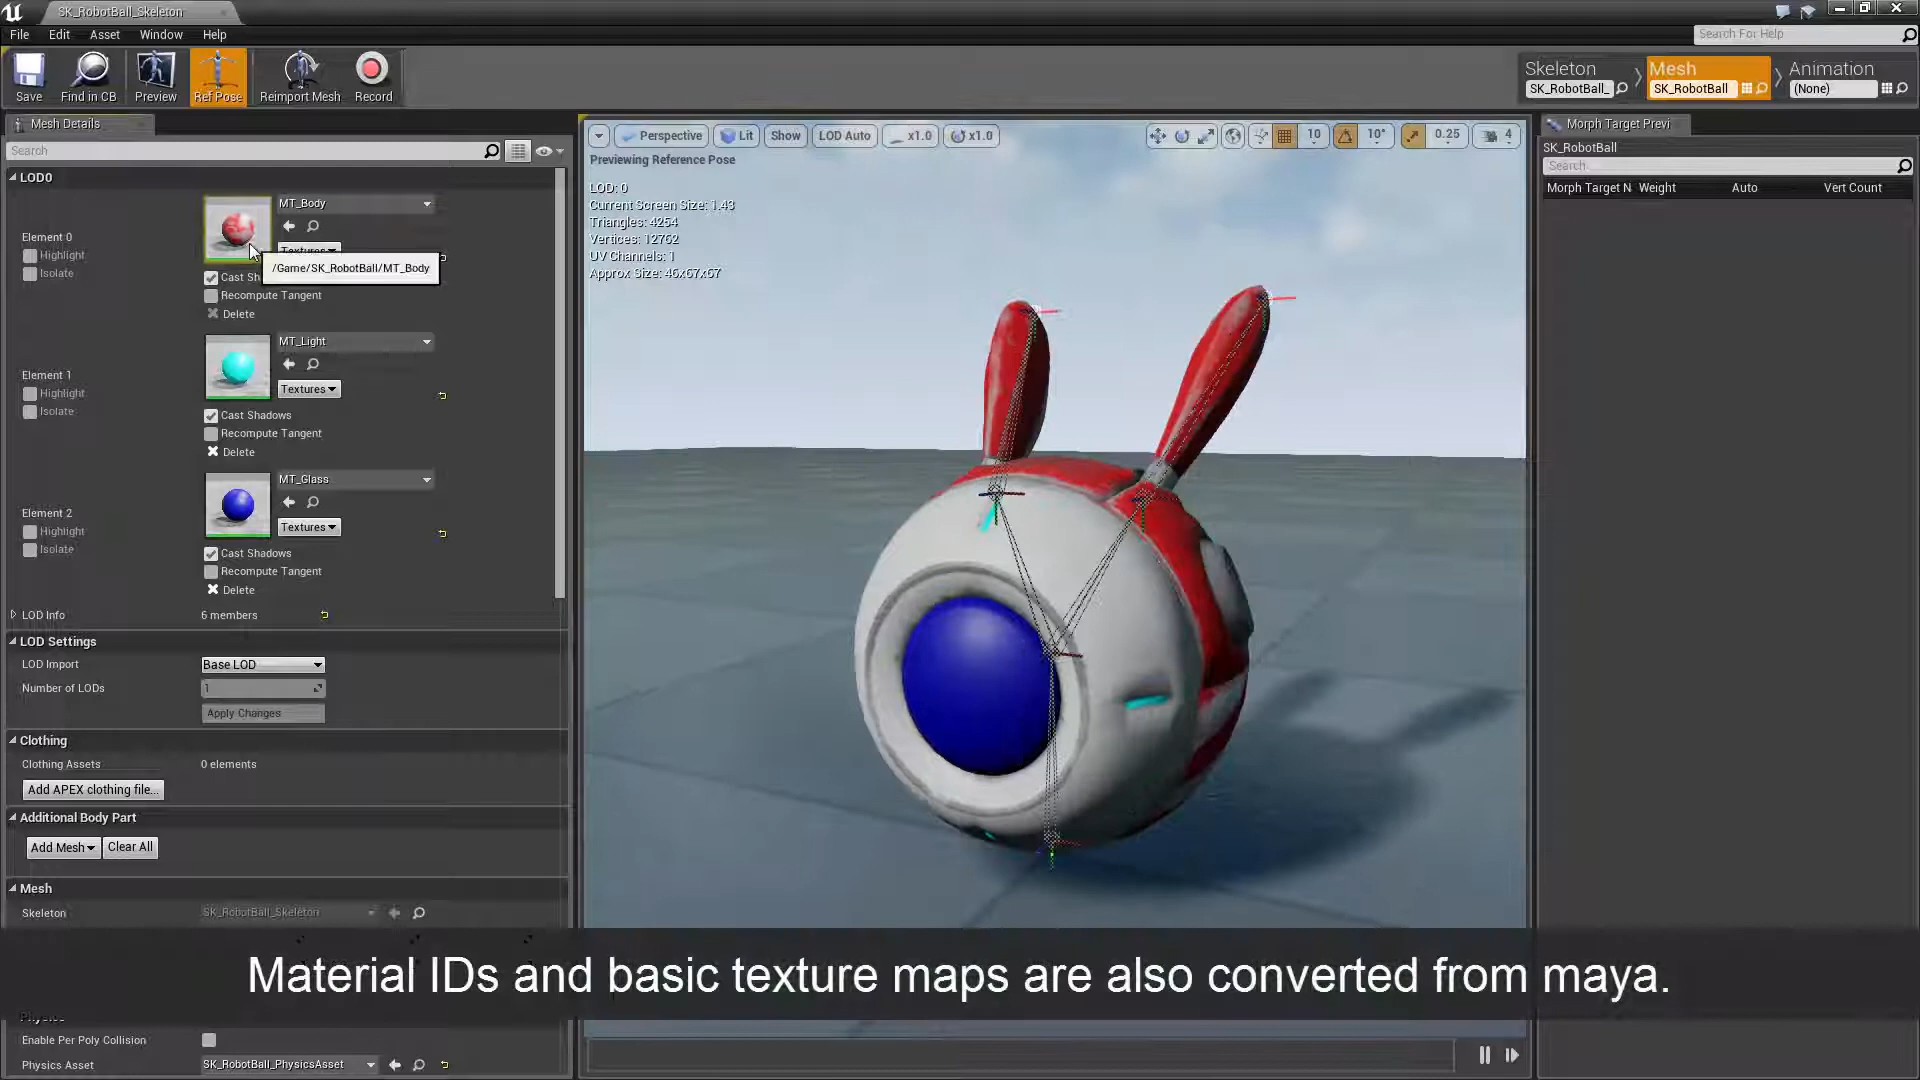 SK_RobotBall_Skeleton
File Edit Asset Window Help
Search For Help
Save Find in CB Preview Ref Pose Reimport Mesh Record
Skeleton
SK_RobotBall_
Mesh
SK_RobotBall
Animation
(None)
Mesh Details
Search
LOD0
Element 0
Highlight
Isolate
MT_Body
/Game/SK_RobotBall/MT_Body
Recompute Tangent
Delete
Element 1
Highlight
Isolate
MT_Light
Textures
Cast Shadows
Recompute Tangent
Delete
Element 2
Highlight
Isolate
MT_Glass
Textures
Cast Shadows
Recompute Tangent
Delete
LOD Info 6 members
LOD Settings
LOD Import Base LOD
Number of LODs 1
Apply Changes
Clothing
Clothing Assets 0 elements
Add APEX clothing file...
Additional Body Part
Add Mesh Clear All
Mesh
Skeleton SK_RobotBall_Skeleton
Enable Per Poly Collision
Physics Asset SK_RobotBall_PhysicsAsset
Perspective Lit Show LOD Auto x1.0 x1.0 10 10° 0.25 4
Previewing Reference Pose
LOD: 0
Current Screen Size: 1.43
Triangles: 4254
Vertices: 12762
UV Channels: 1
Approx Size: 46x67x67
Morph Target Previ
SK_RobotBall
Search...
Morph Target N Weight Auto Vert Count
Material IDs and basic texture maps are also converted from maya.